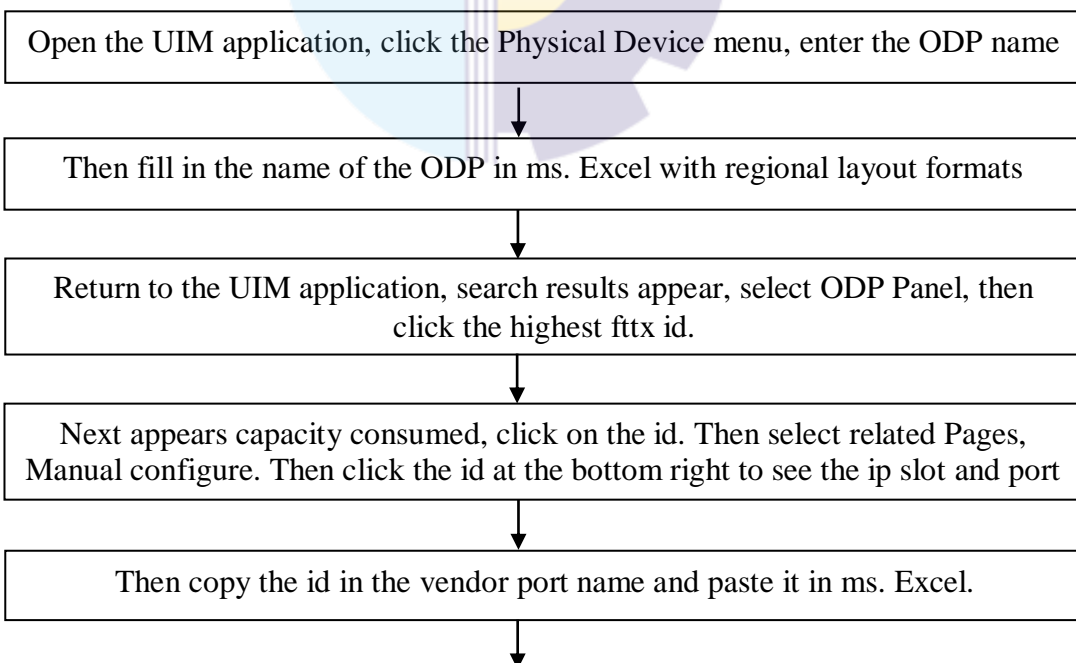 Open the UIM application, click the Physical Device menu, enter the ODP name
Then fill in the name of the ODP in ms. Excel with regional layout formats
Return to the UIM application, search results appear, select ODP Panel, then
click the highest fttx id.
Next appears capacity consumed, click on the id. Then select related Pages,
Manual configure. Then click the id at the bottom right to see the ip slot and port
Then copy the id in the vendor port name and paste it in ms. Excel.